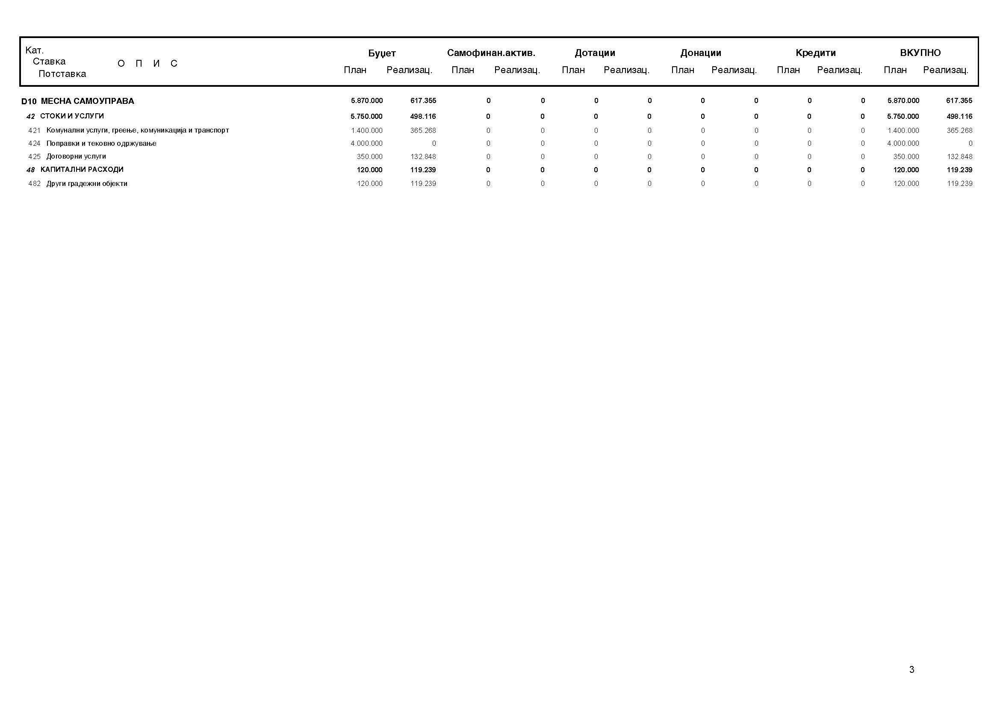 Кат.
Ставка
Потставка
О П И С
Буџет Самофинан.актив. Дотации Донации Кредити ВКУПНО
План Реализац. План Реализац. План Реализац. План Реализац. План Реализац. План Реализац.
D10 МЕСНА САМОУПРАВА 5.870.000 617.355 0 0 0 0 0 0 0 0 5.870.000 617.355
42 СТОКИ И УСЛУГИ 5.750.000 498.116 0 0 0 0 0 0 0 0 5.750.000 498.116
421 Комунални услуги, греење, комуникација и транспорт 1.400.000 365.268 0 0 0 0 0 0 0 0 1.400.000 365.268
424 Поправки и тековно одржување 4.000.000 0 0 0 0 0 0 0 0 0 4.000.000 0
425 Договорни услуги 350.000 132.848 0 0 0 0 0 0 0 0 350.000 132.848
48 КАПИТАЛНИ РАСХОДИ 120.000 119.239 0 0 0 0 0 0 0 0 120.000 119.239
482 Други градежни објекти 120.000 119.239 0 0 0 0 0 0 0 0 120.000 119.239
3